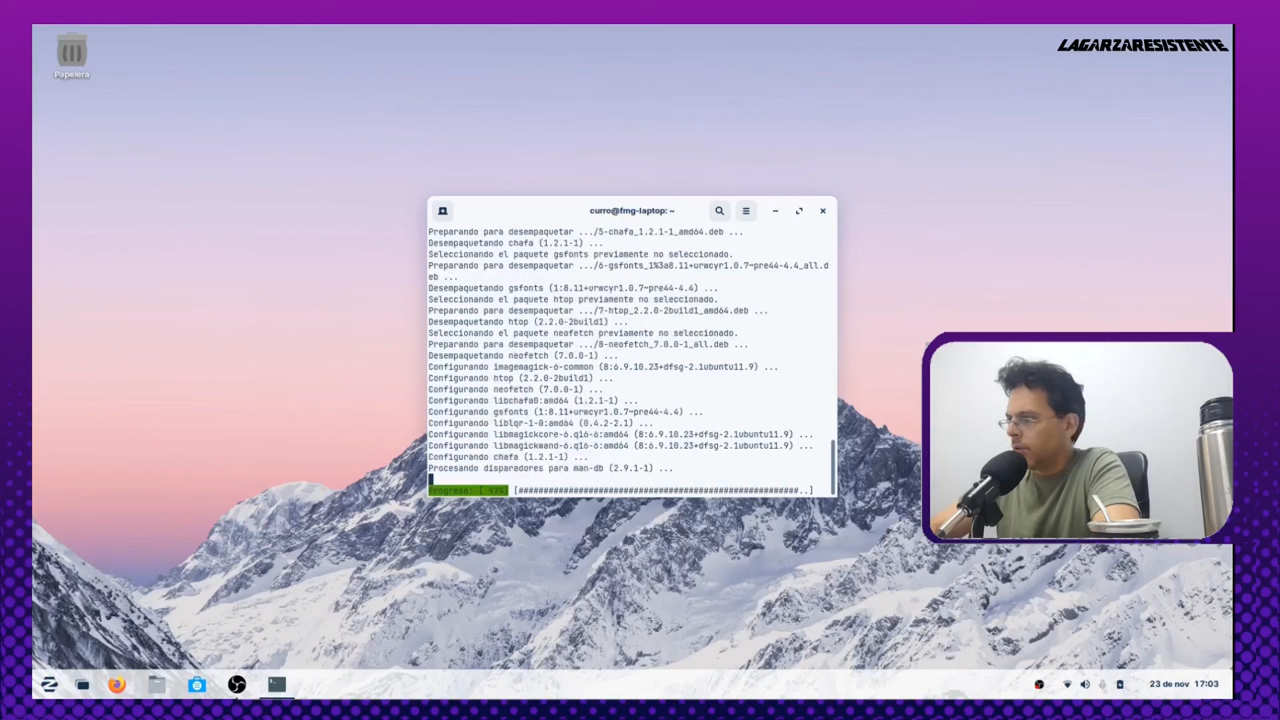 LAGARZARESISTENTE
Papelera
curro@fmg-laptop: ~
Preparando para desempaquetar .../5-chafa_1.2.1-1_amd64.deb ...
Desempaquetando chafa (1.2.1-1) ...
Seleccionando el paquete gsfonts previamente no seleccionado.
Preparando para desempaquetar .../6-gsfonts_1%3a8.11+urwcyr1.0.7~pre44-4.4_all.d
eb ...
Desempaquetando gsfonts (1:8.11+urwcyr1.0.7~pre44-4.4) ...
Seleccionando el paquete htop previamente no seleccionado.
Preparando para desempaquetar .../7-htop_2.2.0-2build1_amd64.deb ...
Desempaquetando htop (2.2.0-2build1) ...
Seleccionando el paquete neofetch previamente no seleccionado.
Preparando para desempaquetar .../8-neofetch_7.0.0-1_all.deb ...
Desempaquetando neofetch (7.0.0-1) ...
Configurando imagemagick-6-common (8:6.9.10.23+dfsg-2.1ubuntu11.9) ...
Configurando htop (2.2.0-2build1) ...
Configurando neofetch (7.0.0-1) ...
Configurando libchafa0:amd64 (1.2.1-1) ...
Configurando gsfonts (1:8.11+urwcyr1.0.7~pre44-4.4) ...
Configurando liblqr-1-0:amd64 (0.4.2-2.1) ...
Configurando libmagickcore-6.q16-6:amd64 (8:6.9.10.23+dfsg-2.1ubuntu11.9) ...
Configurando libmagickwand-6.q16-6:amd64 (8:6.9.10.23+dfsg-2.1ubuntu11.9) ...
Configurando chafa (1.2.1-1) ...
Procesando disparadores para man-db (2.9.1-1) ...
Progreso: [ 92%] [########################################################..]
23 de nov 17:03